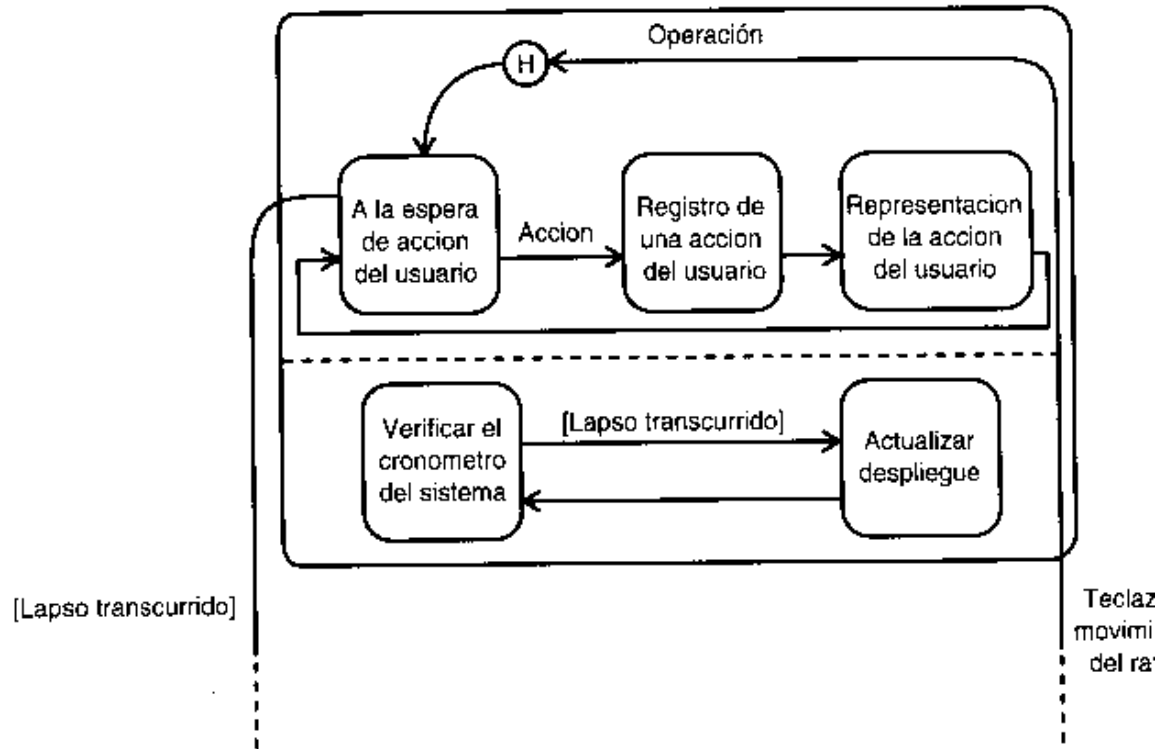 Operación
H
A la espera
de accion
del usuario
Accion
Registro de
una accion
del usuario
Representacion
de la accion
del usuario
Verificar el
cronometro
del sistema
[Lapso transcurrido]
Actualizar
despliegue
[Lapso transcurrido]
del